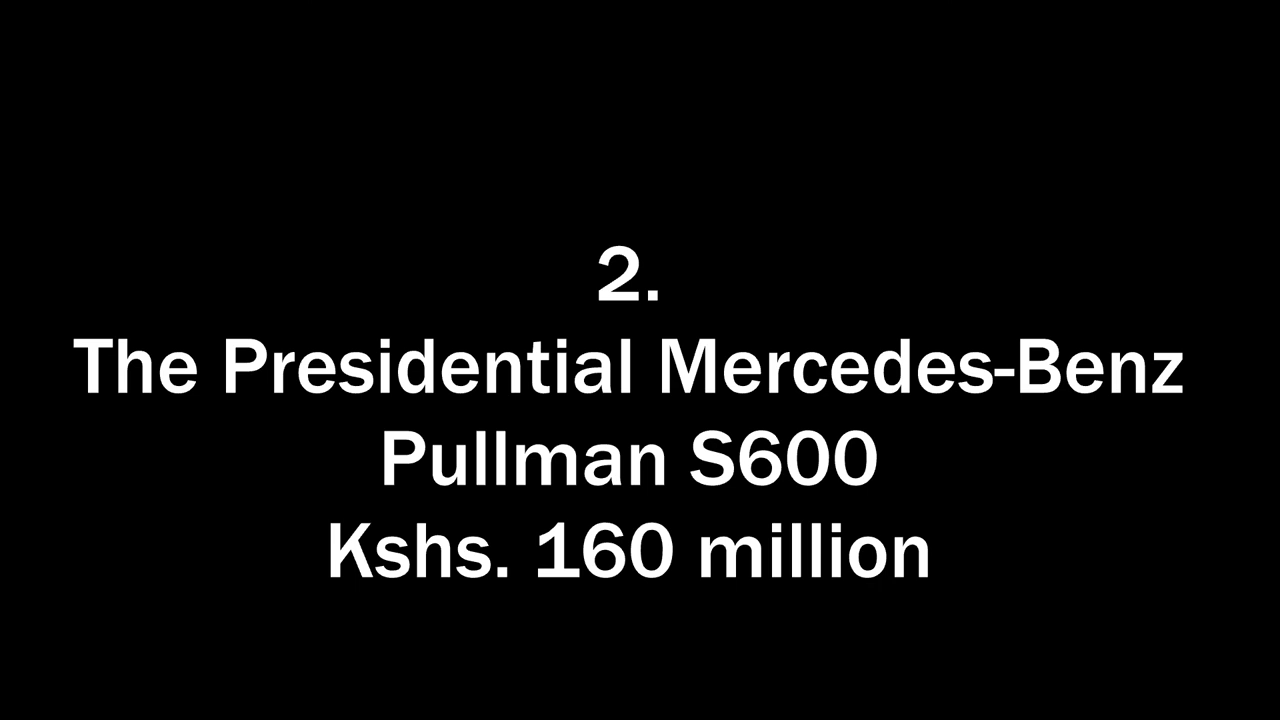 2.
The Presidential Mercedes-Benz
Pullman S600
Kshs. 160 million